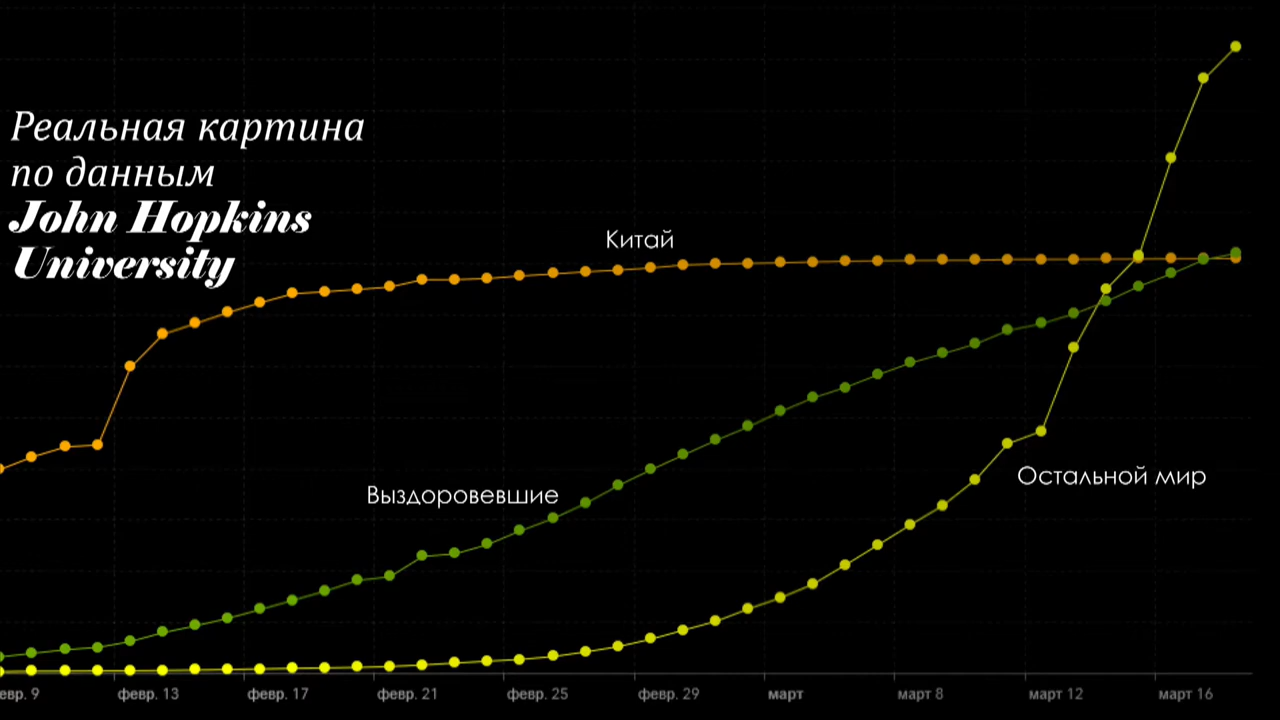 Реальная картина
по данным
John Hopkins
University
Китай
Выздоровевшие
Остальной мир
евр. 9 февр. 13 февр. 17 февр. 21 февр. 25 февр. 29 март март 8 март 12 март 16